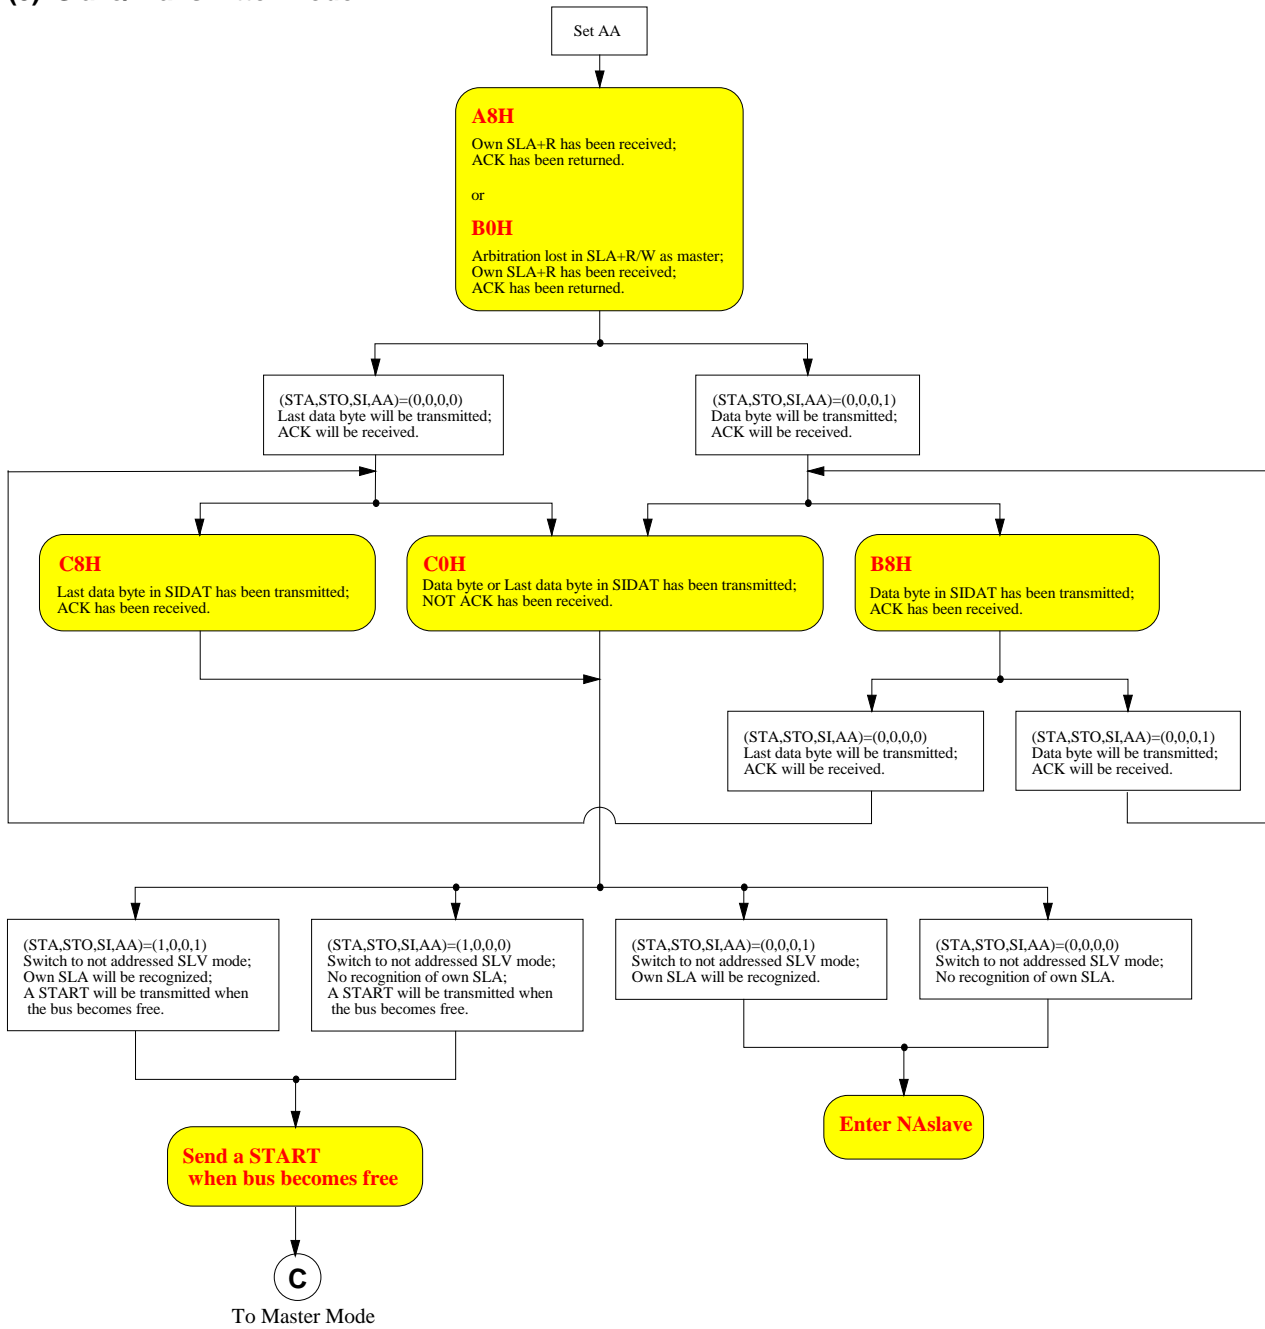 Set AA
A8H
Own SLA+R has been received;
ACK has been returned.
or
B0H
Arbitration lost in SLA+R/W as master;
Own SLA+R has been received;
ACK has been returned.
(STA,STO,SI,AA)=(0,0,0,0)
Last data byte will be transmitted;
ACK will be received.
(STA,STO,SI,AA)=(0,0,0,1)
Data byte will be transmitted;
ACK will be received.
C8H
Last data byte in SIDAT has been transmitted;
ACK has been received.
C0H
Data byte or Last data byte in SIDAT has been transmitted;
NOT ACK has been received.
B8H
Data byte in SIDAT has been transmitted;
ACK has been received.
(STA,STO,SI,AA)=(0,0,0,0)
Last data byte will be transmitted;
ACK will be received.
(STA,STO,SI,AA)=(0,0,0,1)
Data byte will be transmitted;
ACK will be received.
(STA,STO,SI,AA)=(1,0,0,1)
Switch to not addressed SLV mode;
Own SLA will be recognized;
A START will be transmitted when
the bus becomes free.
(STA,STO,SI,AA)=(1,0,0,0)
Switch to not addressed SLV mode;
No recognition of own SLA;
A START will be transmitted when
the bus becomes free.
(STA,STO,SI,AA)=(0,0,0,1)
Switch to not addressed SLV mode;
Own SLA will be recognized.
(STA,STO,SI,AA)=(0,0,0,0)
Switch to not addressed SLV mode;
No recognition of own SLA.
Send a START
when bus becomes free
Enter NAslave
C
To Master Mode